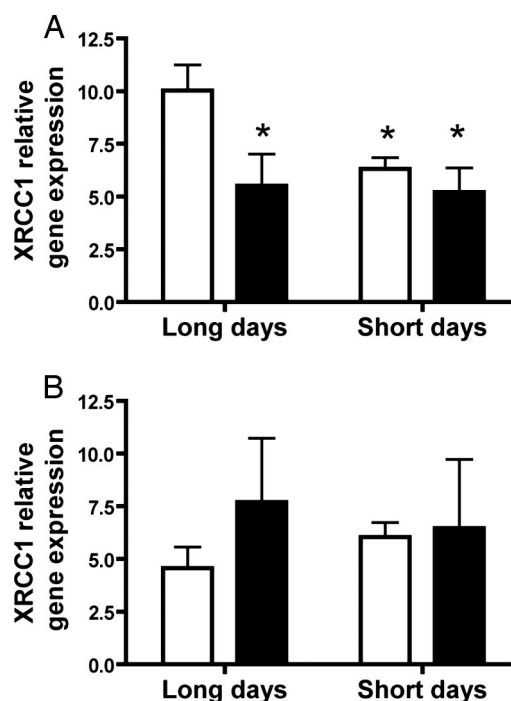 A
XRCC1 relative
gene expression
12.5
10.0
7.5
5.0
2.5
0.0
*
*
*
Long days
Short days
B
XRCC1 relative
gene expression
12.5
10.0
7.5
5.0
2.5
0.0
Long days
Short days